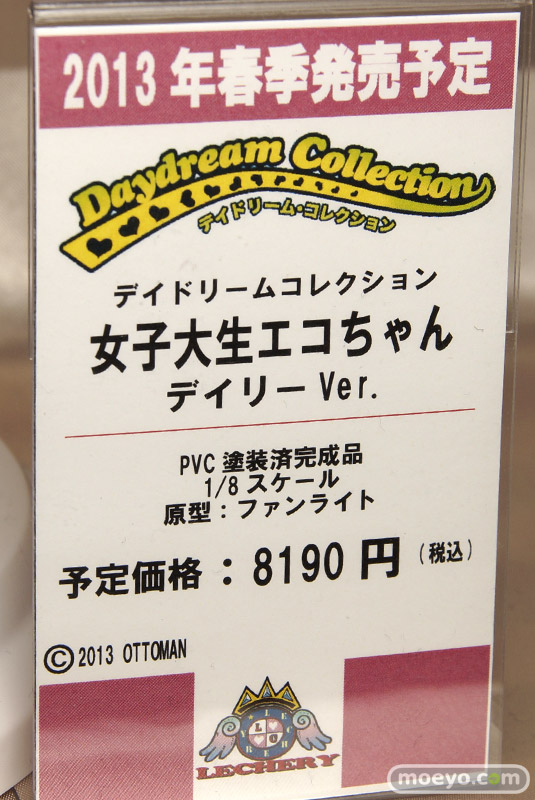 2013年春季発売予定
Daydream Collection
デイドリーム・コレクション
デイドリームコレクション
女子大生エコちゃん
デイリーVer.
PVC塗装済完成品
1/8スケール
原型：ファンライト
予定価格：8190円（税込）
©2013 OTTOMAN
LECHERY
moeyo.com